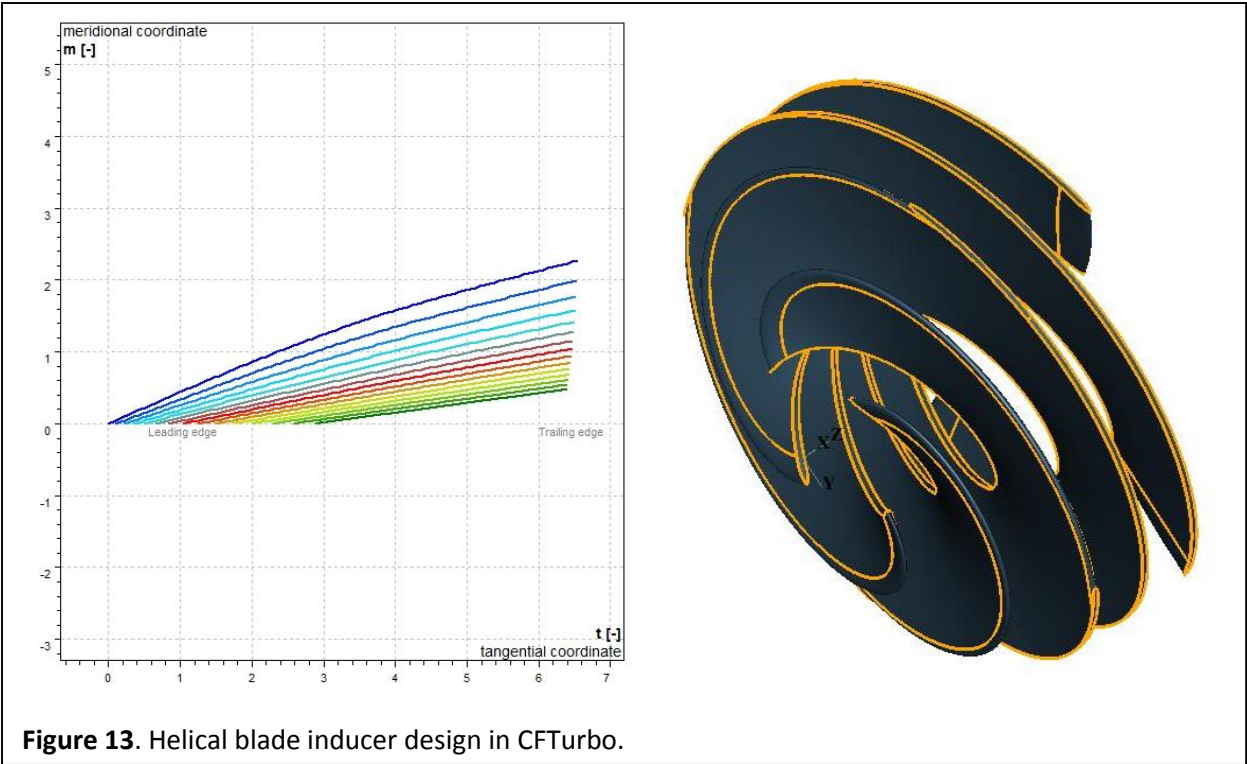 meridional coordinate
m [-]
5
4
3
2
1
0
-1
-2
-3
Leading edge
Trailing edge
t [-]
tangential coordinate
0 1 2 3 4 5 6 7
X Z
Y
Figure 13. Helical blade inducer design in CFTurbo.